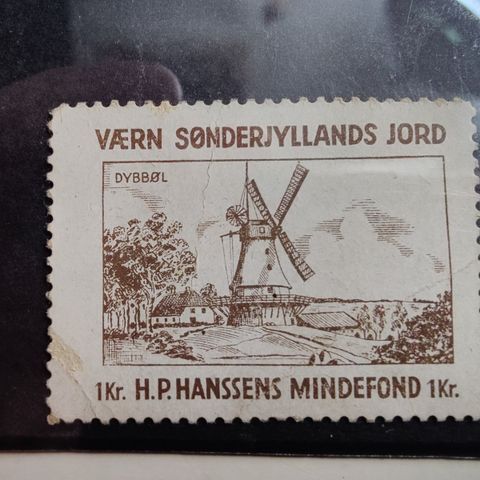 VÆRN SØNDERJYLLANDS JORD
DYBBØL
1Kr. H.P. HANSSENS MINDEFOND 1Kr.